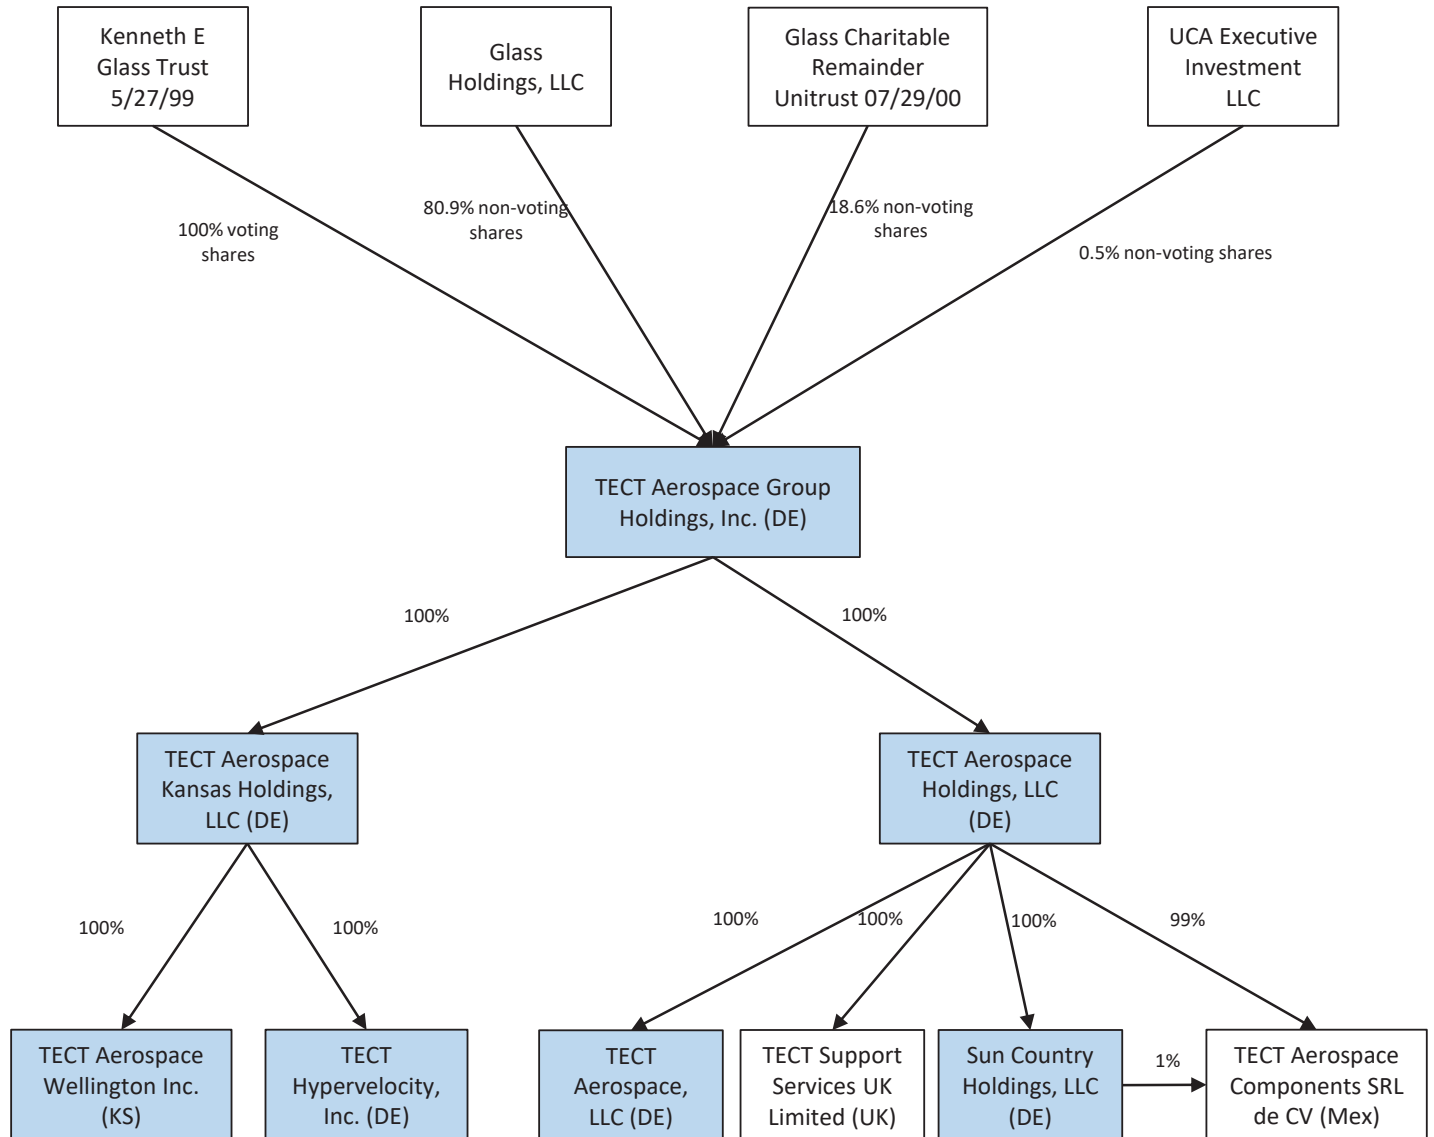 Kenneth E
Glass Trust
5/27/99
Glass
Holdings, LLC
Glass Charitable
Remainder
Unitrust 07/29/00
UCA Executive
Investment
LLC
100% voting
shares
80.9% non-voting
shares
18.6% non-voting
shares
0.5% non-voting shares
TECT Aerospace Group
Holdings, Inc. (DE)
100%
100%
TECT Aerospace
Kansas Holdings,
LLC (DE)
TECT Aerospace
Holdings, LLC
(DE)
100%
100%
100%
100%
100%
99%
TECT Aerospace
Wellington Inc.
(KS)
TECT
Hypervelocity,
Inc. (DE)
TECT
Aerospace,
LLC (DE)
TECT Support
Services UK
Limited (UK)
Sun Country
Holdings, LLC
(DE)
1%
TECT Aerospace
Components SRL
de CV (Mex)